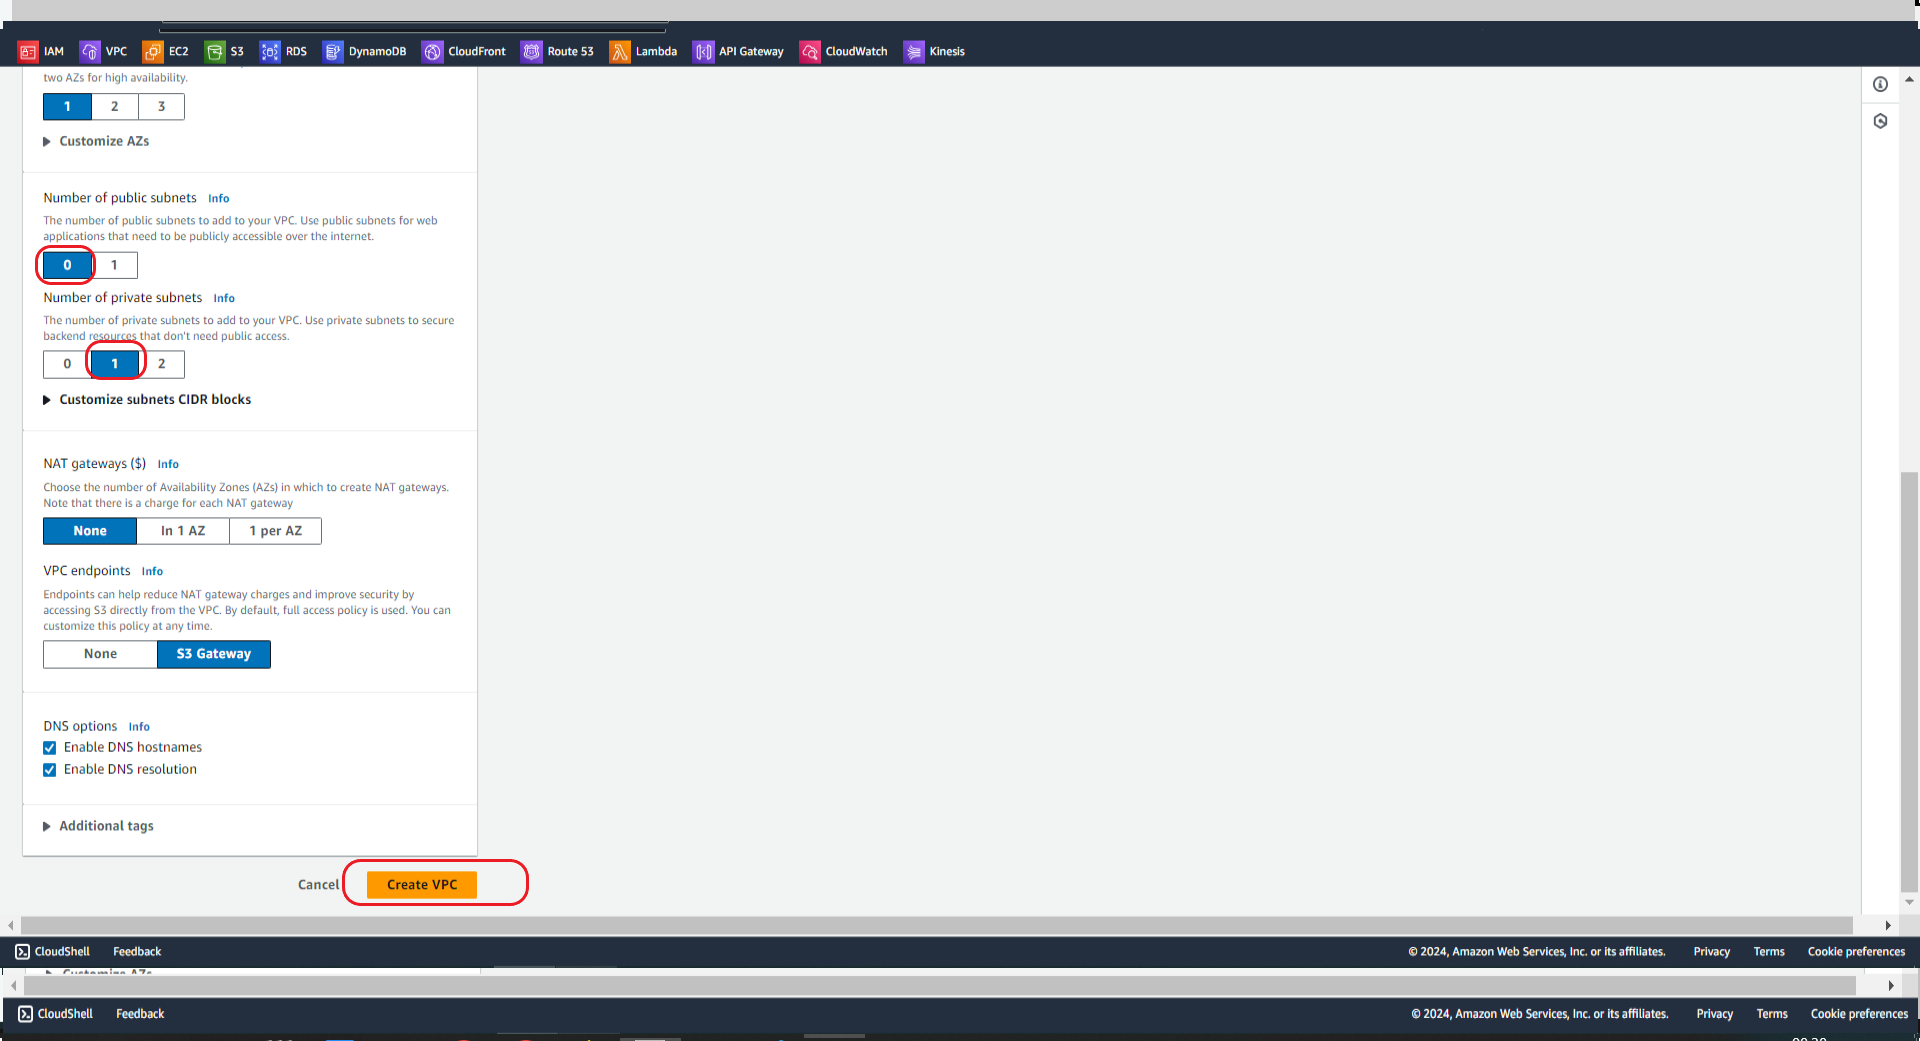 IAM VPC EC2 S3 RDS DynamoDB CloudFront Route 53 Lambda API Gateway CloudWatch Kinesis
two AZs for high availability.
1 2 3
Customize AZs
Number of public subnets Info
The number of public subnets to add to your VPC. Use public subnets for web
applications that need to be publicly accessible over the internet.
0 1
Number of private subnets Info
The number of private subnets to add to your VPC. Use private subnets to secure
backend resources that don't need public access.
0 1 2
Customize subnets CIDR blocks
NAT gateways ($) Info
Choose the number of Availability Zones (AZs) in which to create NAT gateways.
Note that there is a charge for each NAT gateway
None In 1 AZ 1 per AZ
VPC endpoints Info
Endpoints can help reduce NAT gateway charges and improve security by
accessing S3 directly from the VPC. By default, full access policy is used. You can
customize this policy at any time.
None S3 Gateway
DNS options Info
Enable DNS hostnames
Enable DNS resolution
Additional tags
Cancel Create VPC
CloudShell Feedback © 2024, Amazon Web Services, Inc. or its affiliates. Privacy Terms Cookie preferences
Customize AZs
CloudShell Feedback © 2024, Amazon Web Services, Inc. or its affiliates. Privacy Terms Cookie preferences